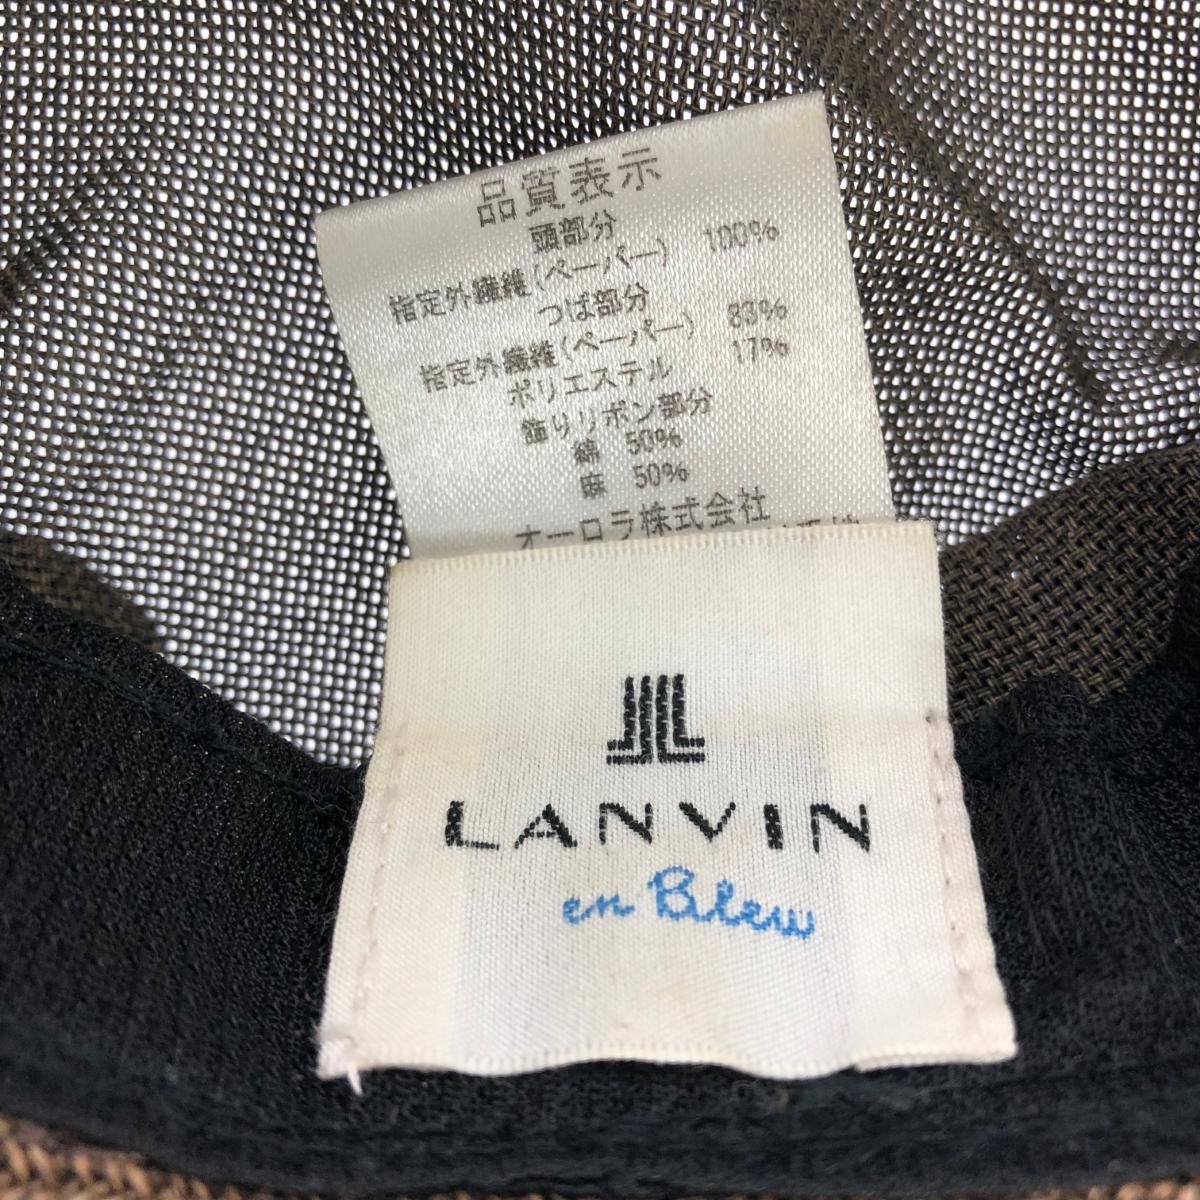 品質表示
頭部分
指定外繊維(ペーパー) 100%
つば部分
指定外繊維(ペーパー) 83%
ポリエステル 17%
飾りリボン部分
綿 50%
麻 50%
オーロラ株式会社
LANVIN
en Bleu